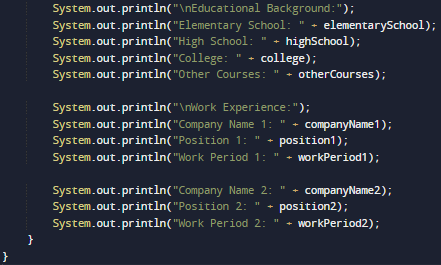 System.out.println("\nEducational Background:");
System.out.println("Elementary School: " + elementarySchool);
System.out.println("High School: " + highSchool);
System.out.println("College: " + college);
System.out.println("Other Courses: " + otherCourses);
System.out.println("\nWork Experience:");
System.out.println("Company Name 1: " + companyName1);
System.out.println("Position 1: " + position1);
System.out.println("Work Period 1: " + workPeriod1);
System.out.println("Company Name 2: " + companyName2);
System.out.println("Position 2: " + position2);
System.out.println("Work Period 2: " + workPeriod2);
}
}